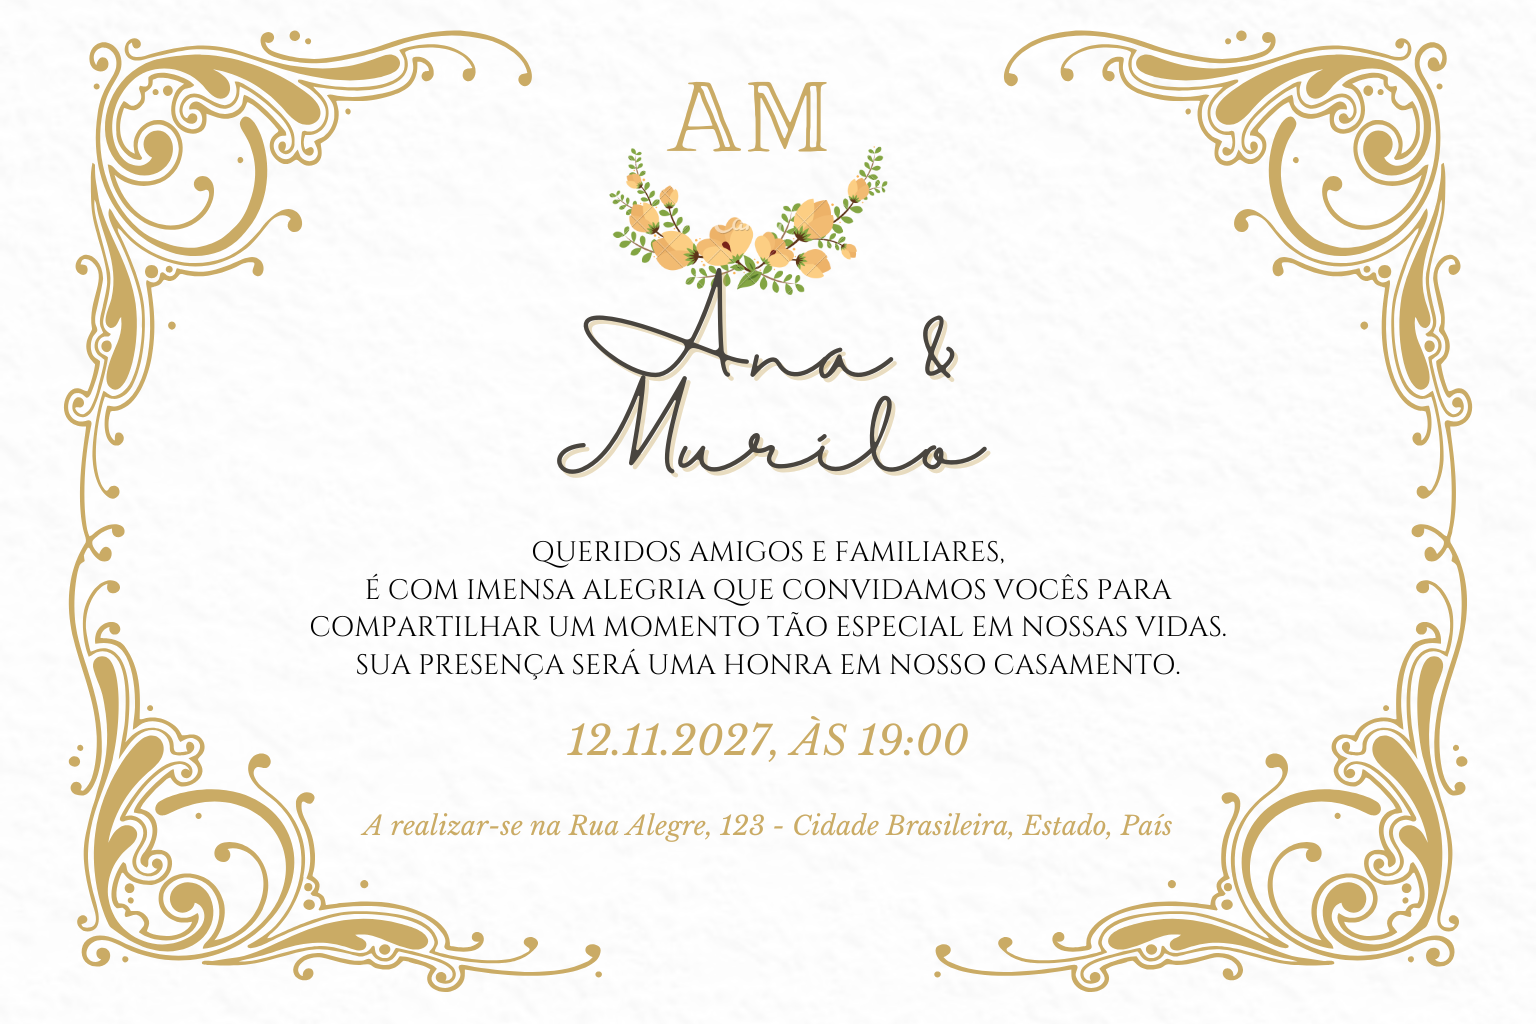 AM
Ana &
Murilo
QUERIDOS AMIGOS E FAMILIARES,
É COM IMENSA ALEGRIA QUE CONVIDAMOS VOCÊS PARA
COMPARTILHAR UM MOMENTO TÃO ESPECIAL EM NOSSAS VIDAS.
SUA PRESENÇA SERÁ UMA HONRA EM NOSSO CASAMENTO.
12.11.2027, ÀS 19:00
A realizar-se na Rua Alegre, 123 - Cidade Brasileira, Estado, País